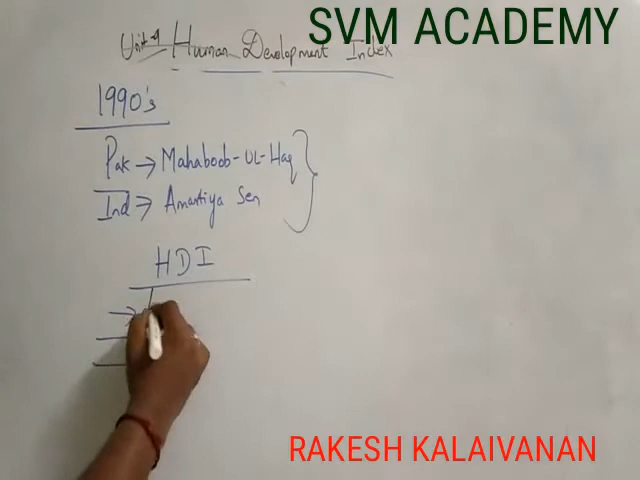 SVM ACADEMY
Unit 4 Human Development Index
1990's
Pak → Mahaboob-UL-Haq
Ind → Amartiya Sen
HDI
RAKESH KALAIVANAN